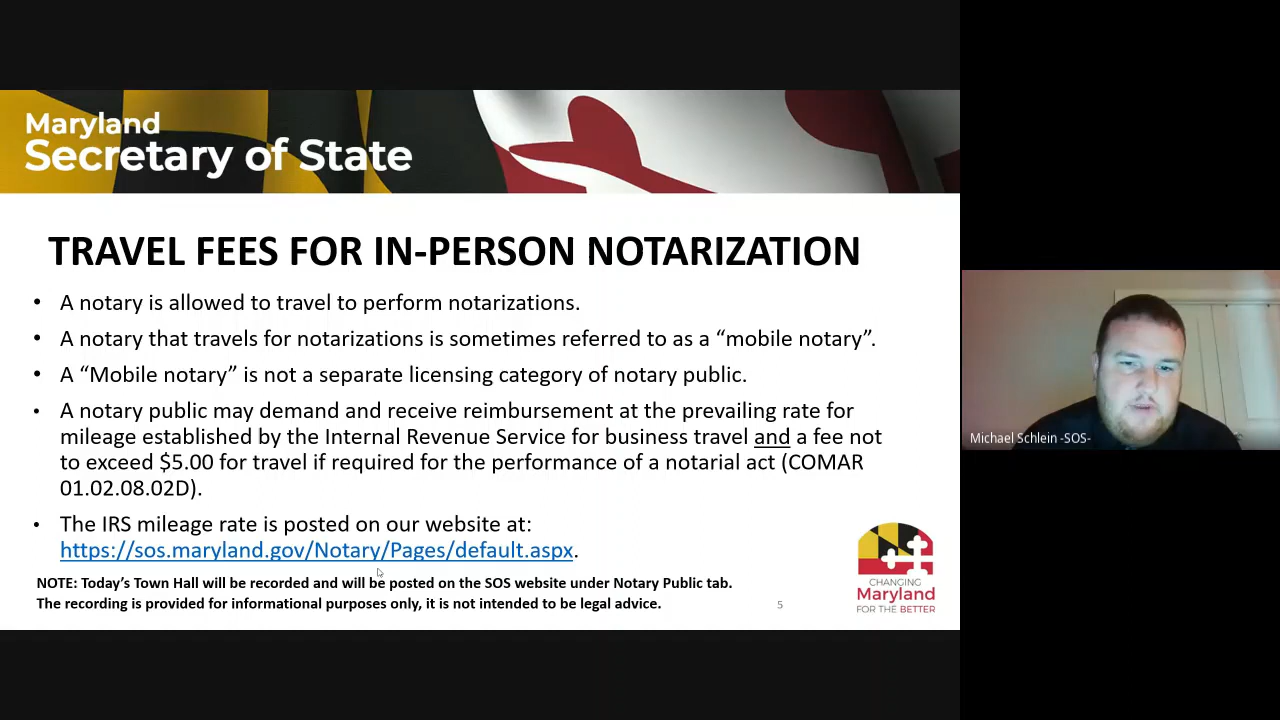 Maryland
Secretary of State
TRAVEL FEES FOR IN-PERSON NOTARIZATION
• A notary is allowed to travel to perform notarizations.
• A notary that travels for notarizations is sometimes referred to as a “mobile notary”.
• A “Mobile notary” is not a separate licensing category of notary public.
• A notary public may demand and receive reimbursement at the prevailing rate for
mileage established by the Internal Revenue Service for business travel and a fee not
to exceed $5.00 for travel if required for the performance of a notarial act (COMAR
01.02.08.02D).
• The IRS mileage rate is posted on our website at:
https://sos.maryland.gov/Notary/Pages/default.aspx.
NOTE: Today’s Town Hall will be recorded and will be posted on the SOS website under Notary Public tab.
The recording is provided for informational purposes only, it is not intended to be legal advice.
5
CHANGING
Maryland
FOR THE BETTER
Michael Schlein -SOS-